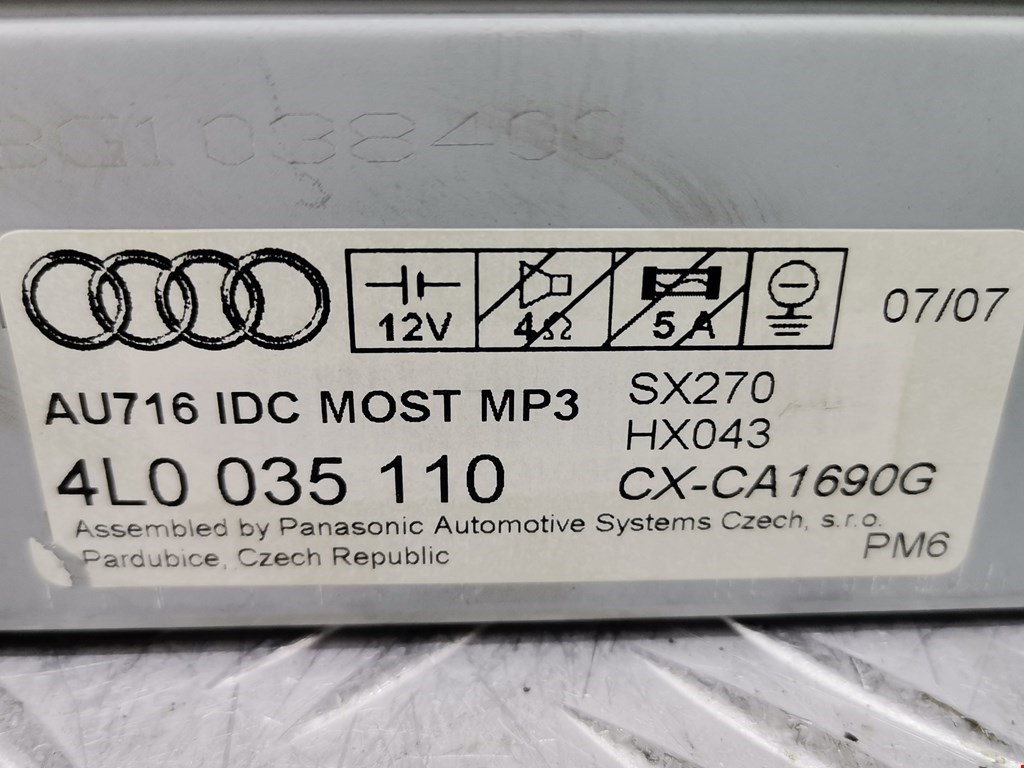 G1038400
12V
4Ω
5 A
07/07
AU716 IDC MOST MP3
SX270
HX043
4L0 035 110
CX-CA1690G
Assembled by Panasonic Automotive Systems Czech, s.r.o.
Pardubice, Czech Republic
PM6